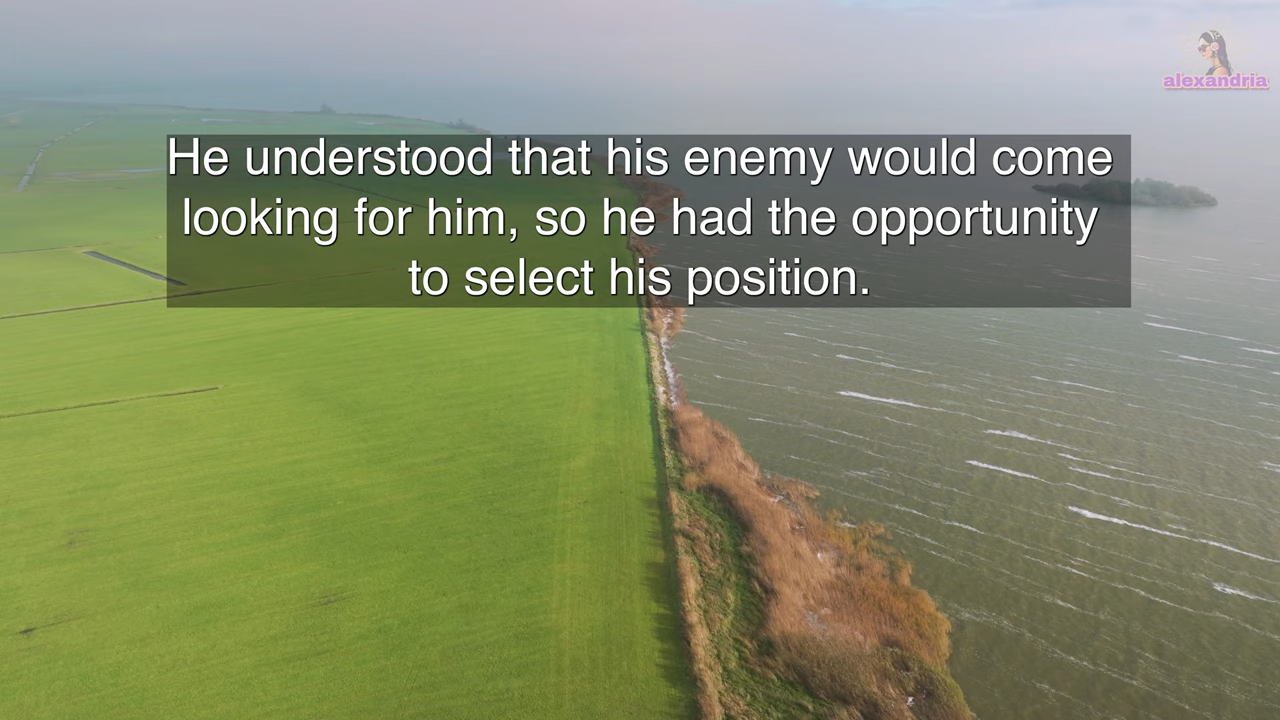 alexandria
He understood that his enemy would come
looking for him, so he had the opportunity
to select his position.